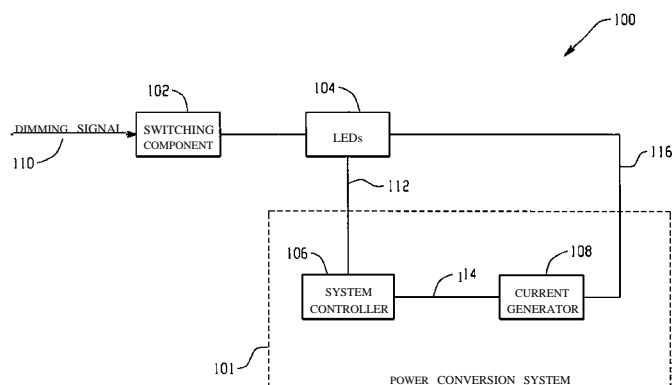 100
102
104
DIMMING SIGNAL
SWITCHING
COMPONENT
LEDs
110
116
112
106
108
SYSTEM
CONTROLLER
114
CURRENT
GENERATOR
101
POWER CONVERSION SYSTEM